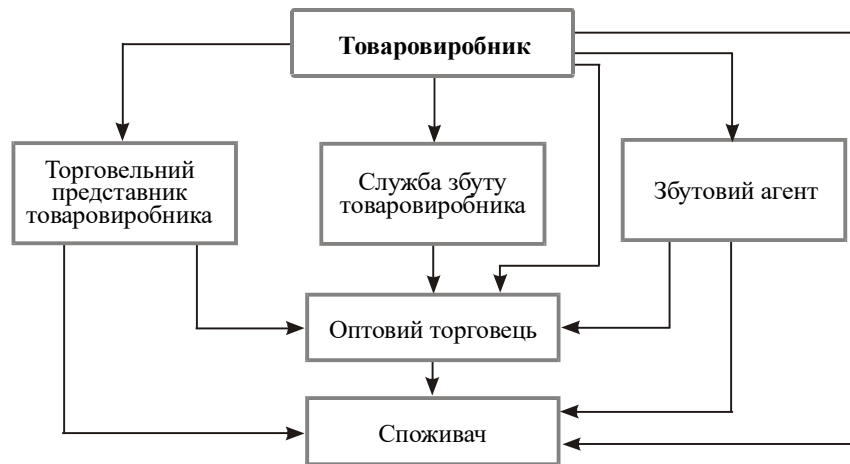 Товаровиробник
Торговельний
представник
товаровиробника
Служба збуту
товаровиробника
Збутовий агент
Оптовий торговець
Споживач